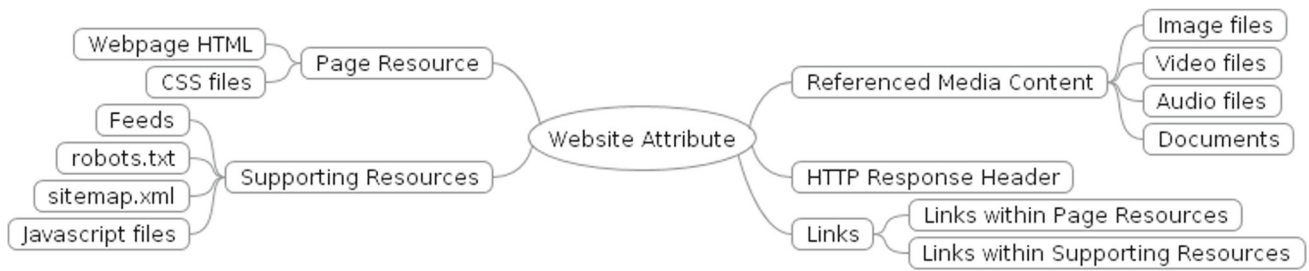 Webpage HTML
CSS files
Page Resource
Feeds
robots.txt
sitemap.xml
Javascript files
Supporting Resources
Website Attribute
Referenced Media Content
Image files
Video files
Audio files
Documents
HTTP Response Header
Links
Links within Page Resources
Links within Supporting Resources